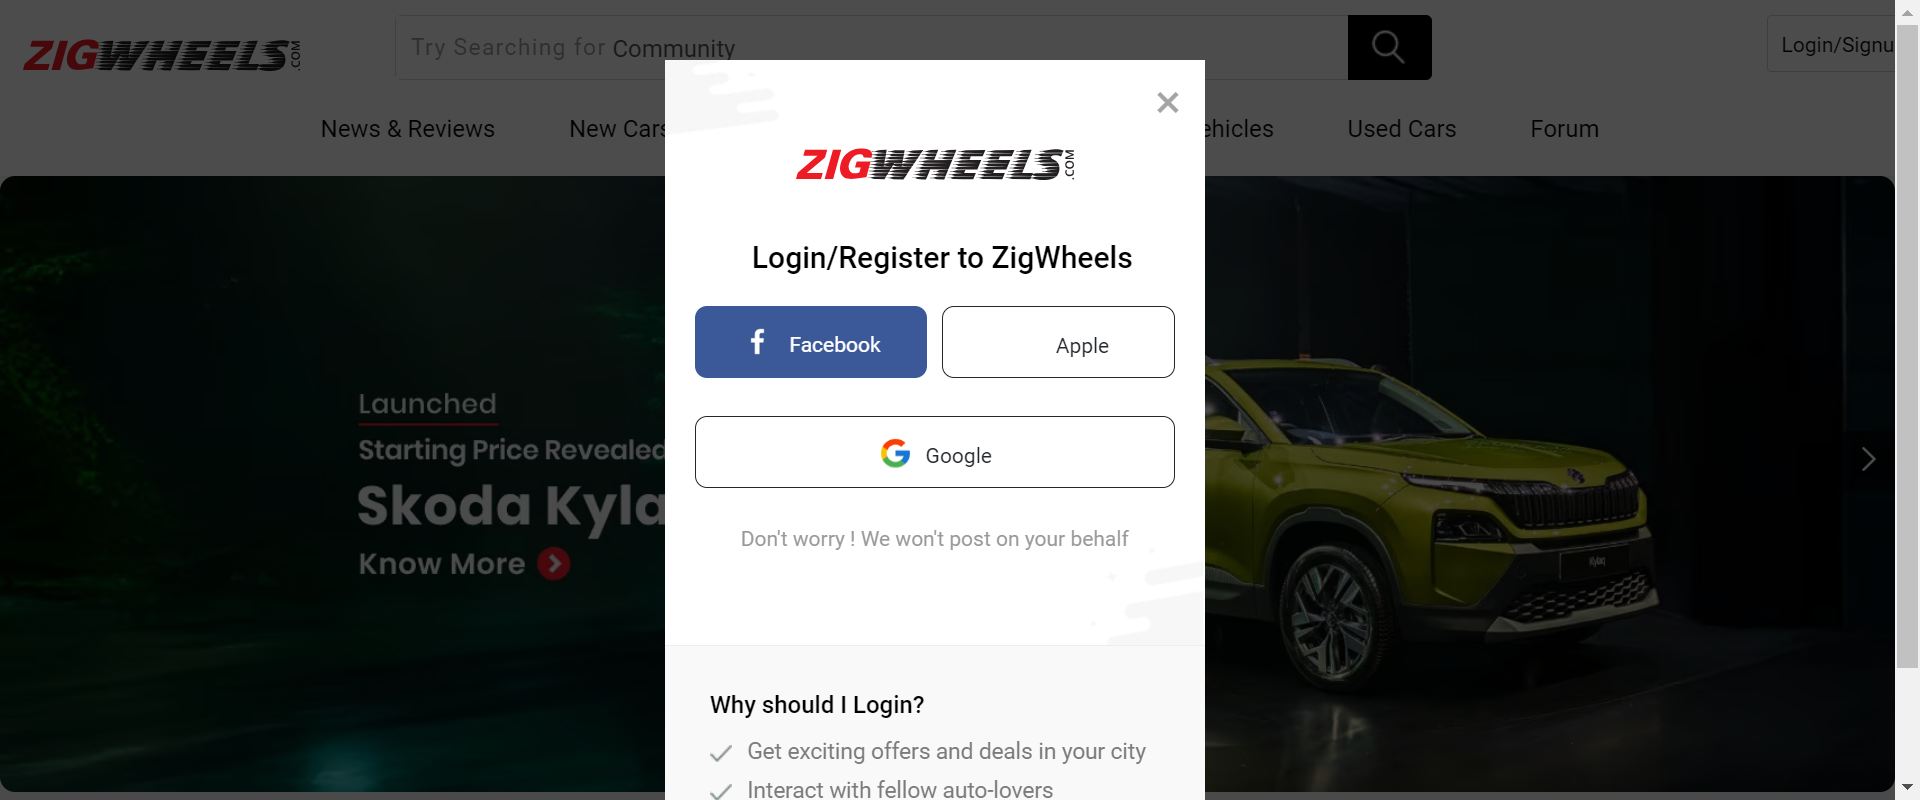 ZIGWHEELS.COM
Try Searching for Community
Login/Signu
News & Reviews
New Cars
ehicles
Used Cars
Forum
Launched
Starting Price Revealed
Skoda Kyla
Know More
ZIGWHEELS.COM
Login/Register to ZigWheels
Facebook
Apple
Google
Don't worry ! We won't post on your behalf
Why should I Login?
Get exciting offers and deals in your city
Interact with fellow auto-lovers
Kylaq